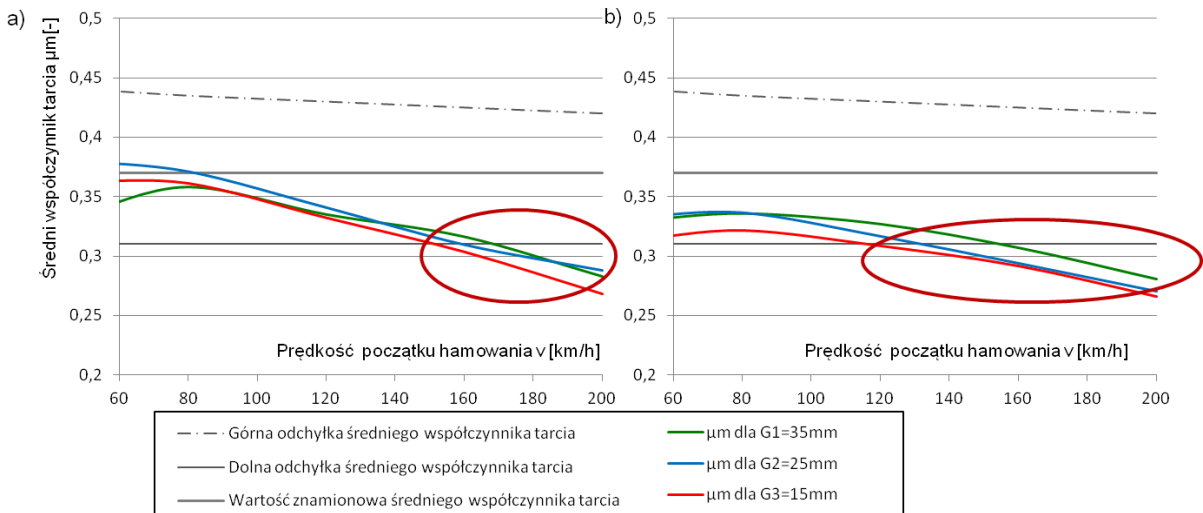 a)
Średni współczynnik tarcia μm[-]
0,5
0,45
0,4
0,35
0,3
0,25
0,2
Prędkość początku hamowania v [km/h]
60 80 100 120 140 160 180 200
b)
0,5
0,45
0,4
0,35
0,3
0,25
0,2
Prędkość początku hamowania v [km/h]
60 80 100 120 140 160 180 200
Górna odchyłka średniego współczynnika tarcia
Dolna odchyłka średniego współczynnika tarcia
Wartość znamionowa średniego współczynnika tarcia
μm dla G1=35mm
μm dla G2=25mm
μm dla G3=15mm